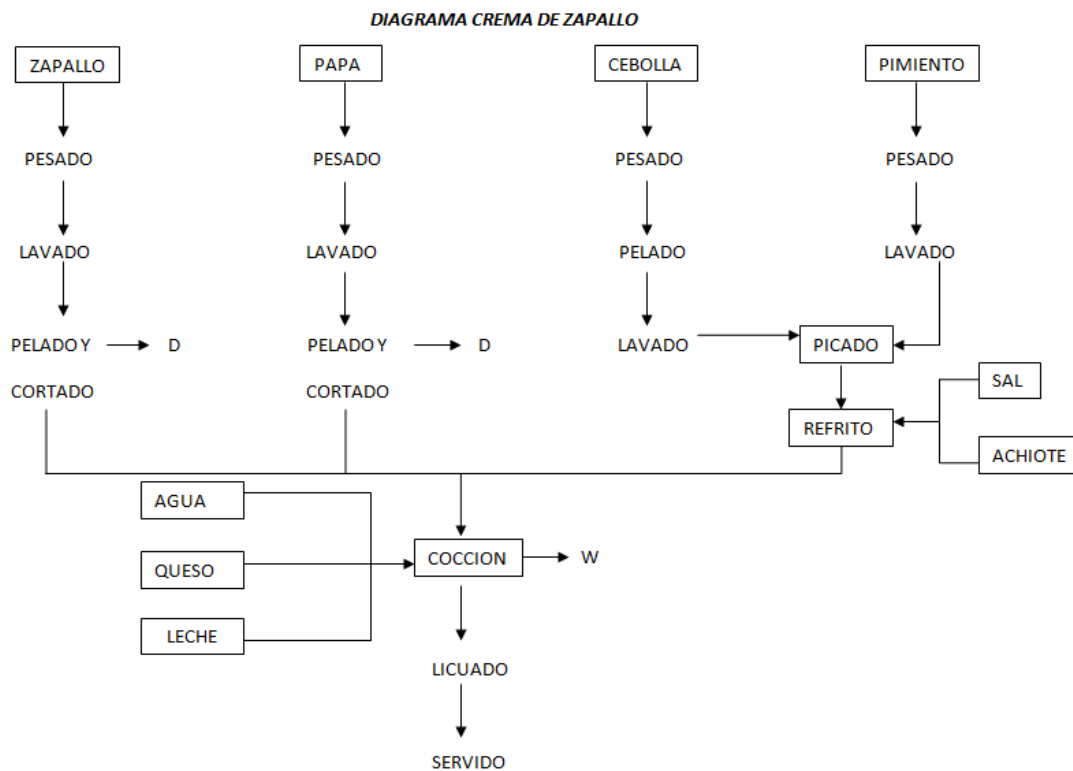 DIAGRAMA CREMA DE ZAPALLO
ZAPALLO PAPA CEBOLLA PIMIENTO
PESADO PESADO PESADO PESADO
LAVADO LAVADO PELADO LAVADO
PELADO Y D PELADO Y D LAVADO PICADO
SAL
CORTADO CORTADO
REFRITO
ACHIOTE
AGUA
COCCION W
QUESO
LECHE
LICUADO
SERVIDO